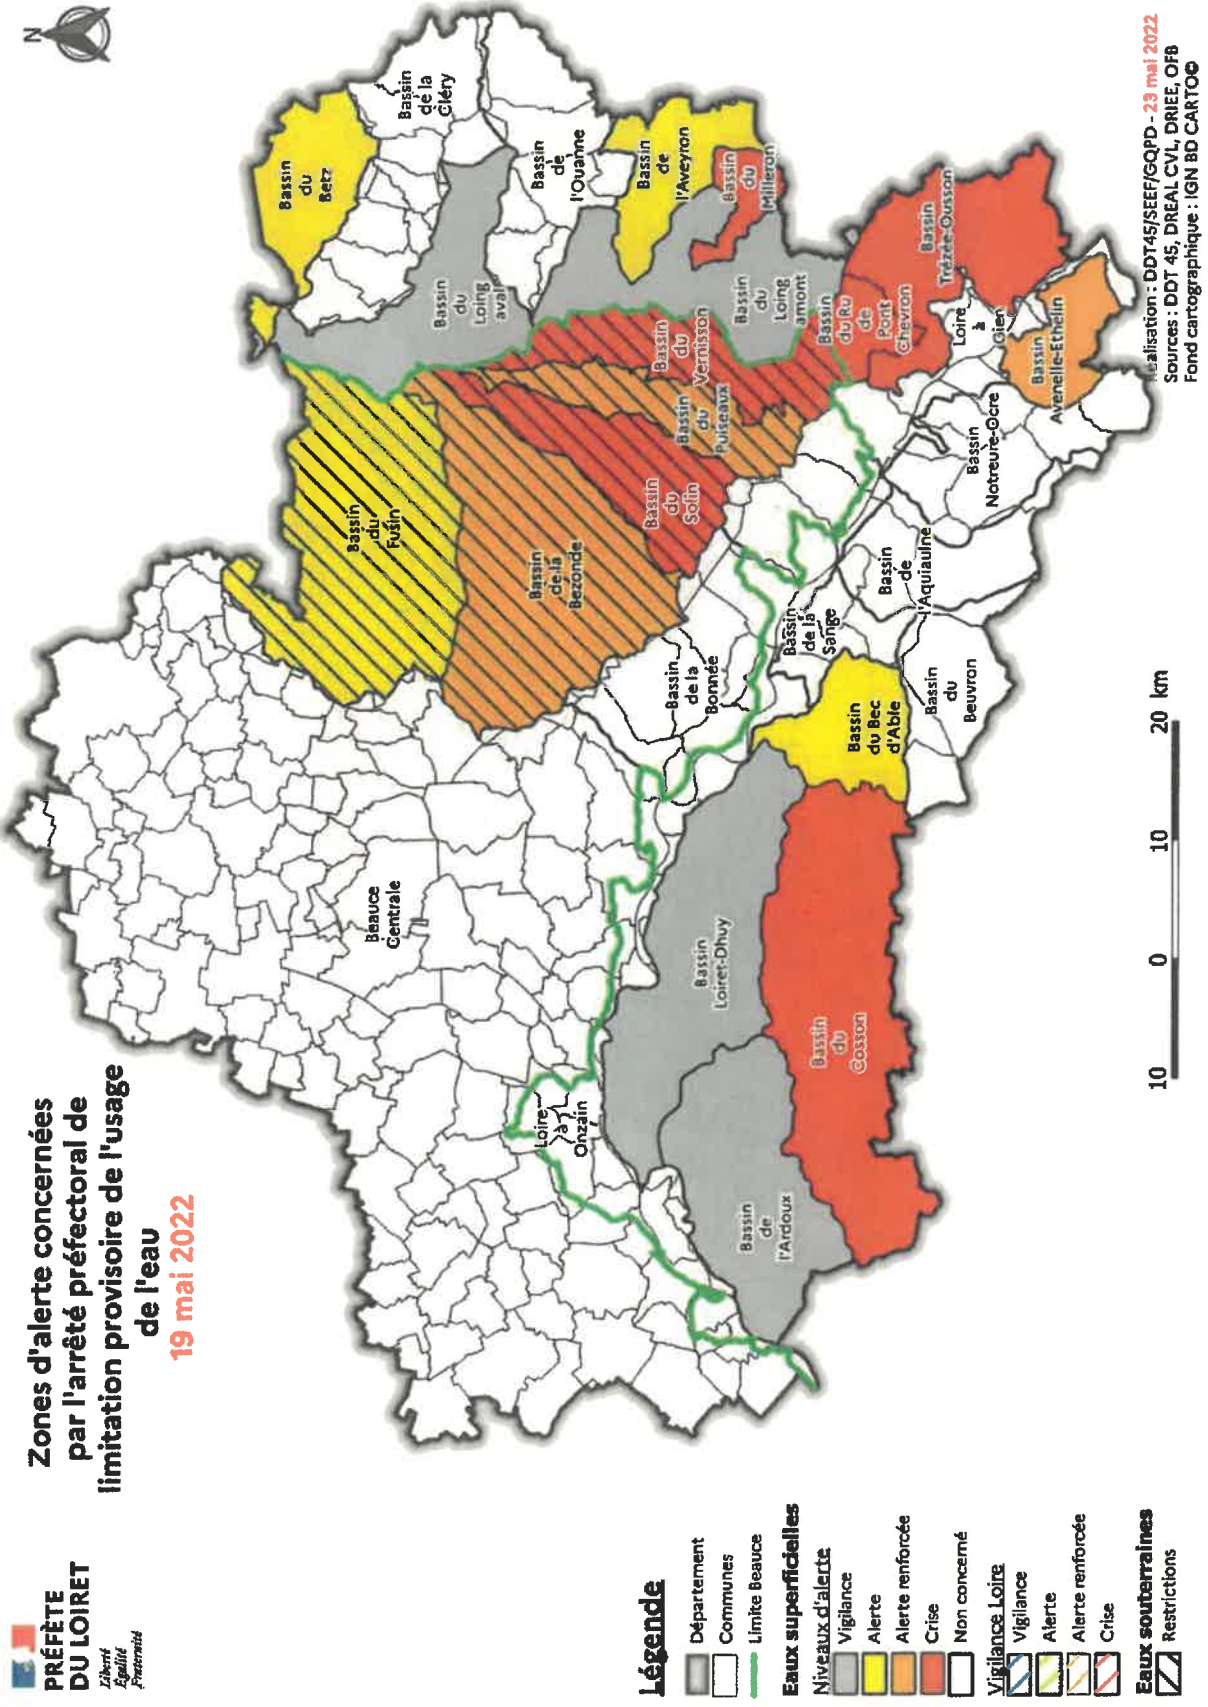 PRÉFÈTE
DU LOIRET
Liberté
Égalité
Fraternité
Zones d'alerte concernées
par l'arrêté préfectoral de
limitation provisoire de l'usage
de l'eau
19 mai 2022
N
Bassin
du
Betz
Bassin
de la
Cléry
Bassin
du
Loing
aval
Bassin
de
l'Ouanne
Bassin
de
l'Aveyron
Bassin
du
Milleron
Bassin
du
Loing
amont
Bassin
Trézée-Ousson
Bassin
du Ru
de
Pont
Chevron
Loire
à
Gien
Bassin
Avenelle-Ethelin
Bassin
du
Fusin
Bassin
de la
Bezonde
Bassin
du
Solin
Bassin
du
Puiseaux
Bassin
du
Vernisson
Bassin
Notreure-Ocre
Bassin
de
l'Aquiaulne
Bassin
de la
Sange
Bassin
de la
Bonnée
Bassin
du
Beuvron
Bassin
du Bec
d'Able
Beauce
Centrale
Bassin
Loiret-Dhuy
Bassin
du
Cosson
Loire
à
Onzain
Bassin
de
l'Ardoux
Légende
Département
Communes
Limite Beauce
Eaux superficielles
Niveaux d'alerte
Vigilance
Alerte
Alerte renforcée
Crise
Non concerné
Vigilance Loire
Vigilance
Alerte
Alerte renforcée
Crise
Eaux souterraines
Restrictions
10 0 10 20 km
Réalisation : DDT45/SEEF/GQPD - 23 mai 2022
Sources : DDT 45, DREAL CVL, DRIEE, OFB
Fond cartographique : IGN BD CARTO©